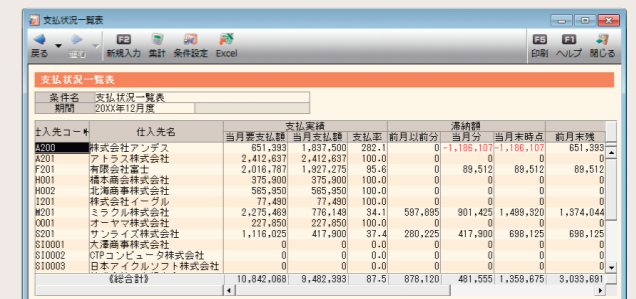 支払状況一覧表
戻る 進む F2 新規入力 集計 条件設定 Excel F8 印刷 F1 ヘルプ 閉じる
支払状況一覧表
条件名 支払状況一覧表
期間 20XX年12月度
仕入先コード 仕入先名 支払実績 滞納額
当月要支払額 当月支払額 支払率 前月以前分 当月分 当月末時点 前月末残
A200 株式会社アンデス 651,393 1,837,500 282.1 0 -1,186,107 -1,186,107 651,393
A201 アトラス株式会社 2,412,637 2,412,637 100.0 0 0 0 0
F201 有限会社富士 2,016,787 1,927,275 95.6 0 89,512 89,512 89,512
H001 橋本商会株式会社 375,900 375,900 100.0 0 0 0 0
H002 北海商事株式会社 565,950 565,950 100.0 0 0 0 0
I201 株式会社イーグル 77,490 77,490 100.0 0 0 0 0
M201 ミラクル株式会社 2,275,469 776,149 34.1 597,895 901,425 1,499,320 1,374,044
O001 オーヤマ株式会社 227,850 227,850 100.0 0 0 0 0
S201 サンライズ株式会社 1,116,025 417,900 37.4 280,225 417,900 698,125 698,125
SI0001 大澤商事株式会社 0 0 0.0 0 0 0 0
SI0002 OTPコンピュータ株式会社 0 0 0.0 0 0 0 0
SI0003 日本アイクルソフト株式会社 0 0 0.0 0 0 0 0
《総合計》 10,842,068 9,482,393 87.5 878,120 481,555 1,359,675 3,033,691